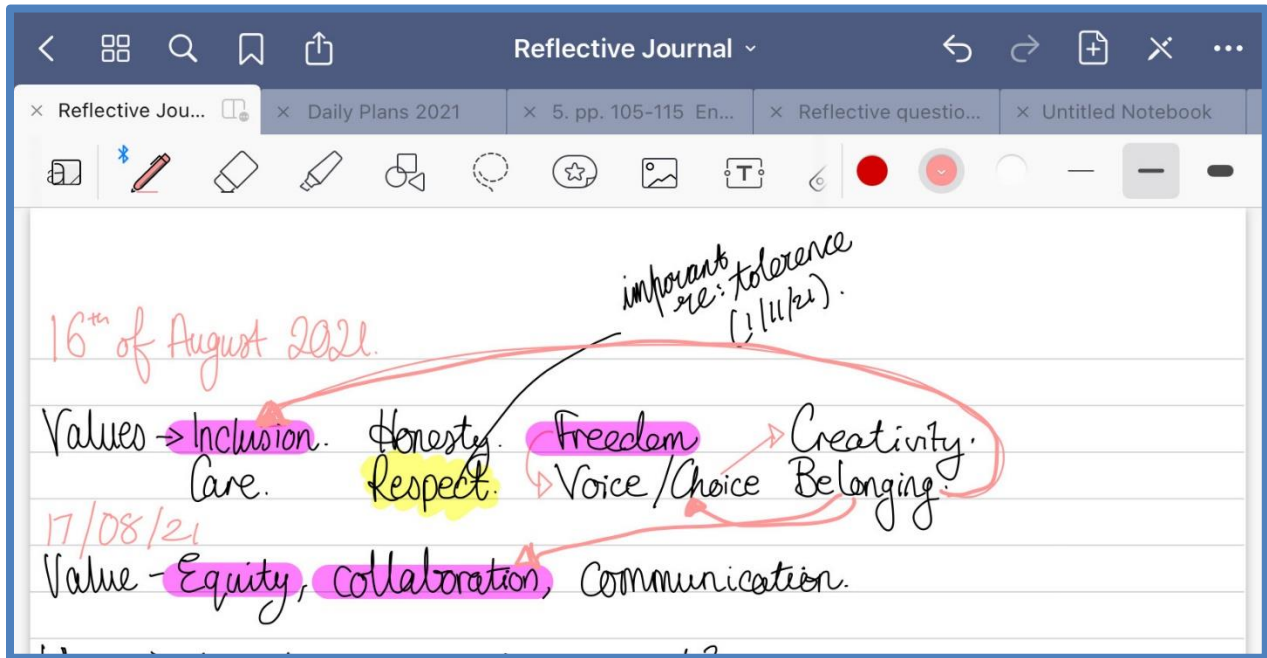 Reflective Journal
Reflective Jou...
Daily Plans 2021
5. pp. 105-115 En...
Reflective questio...
Untitled Notebook
imporant
re: tolerence
(1/11/21).
16th of August 2021.
Values → Inclusion. Honesty. Freedom Creativity.
Care. Respect. Voice/Choice Belonging.
17/08/21
Value - Equity, collaboration, Communication.